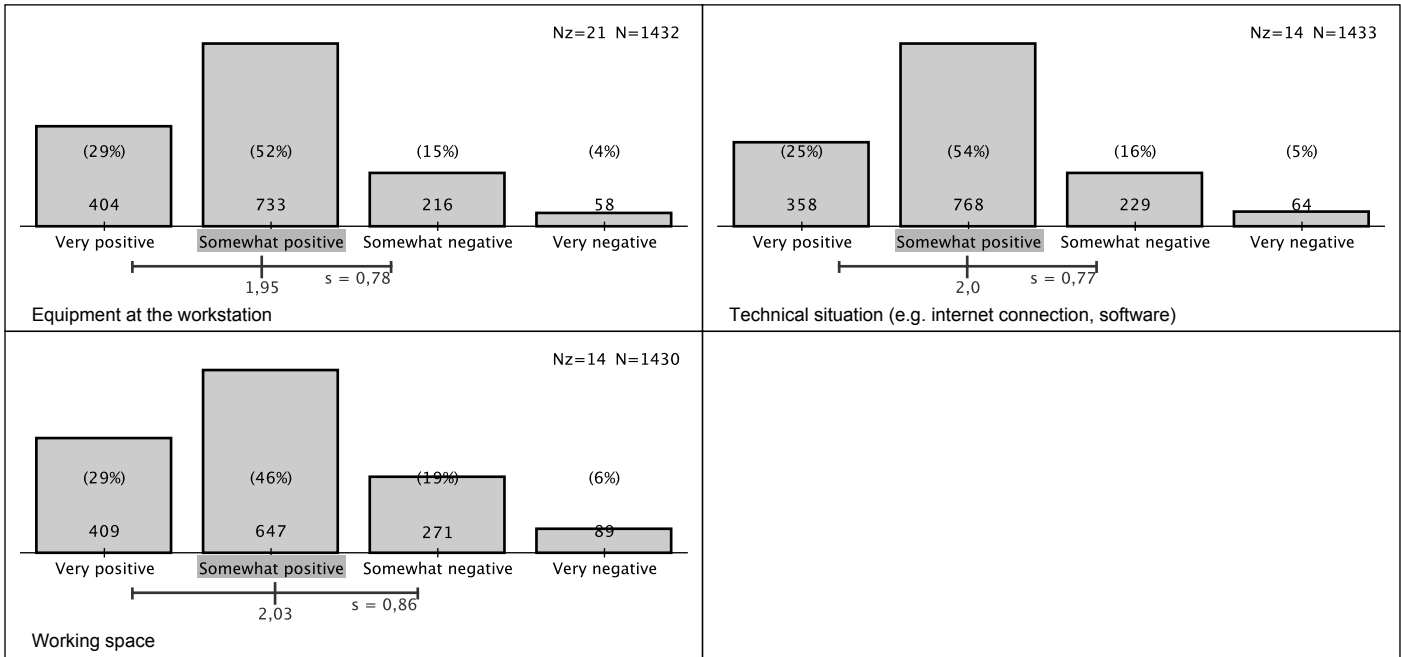 Nz=21 N=1432
(29%) (52%) (15%) (4%)
404 733 216 58
Very positive Somewhat positive Somewhat negative Very negative
s = 0,78
1,95
Equipment at the workstation
Nz=14 N=1433
(25%) (54%) (16%) (5%)
358 768 229 64
Very positive Somewhat positive Somewhat negative Very negative
s = 0,77
2,0
Technical situation (e.g. internet connection, software)
Nz=14 N=1430
(29%) (46%) (19%) (6%)
409 647 271 89
Very positive Somewhat positive Somewhat negative Very negative
s = 0,86
2,03
Working space